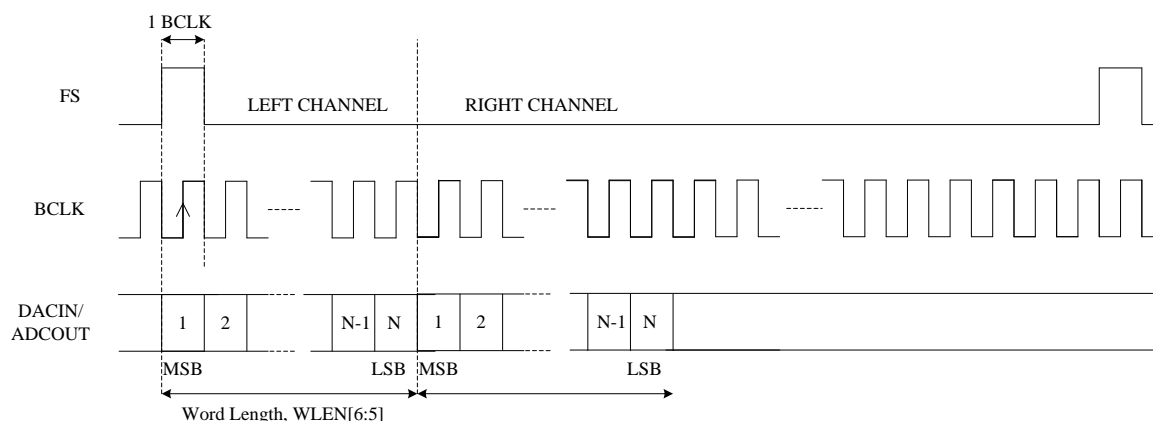 1 BCLK
FS
LEFT CHANNEL
RIGHT CHANNEL
BCLK
DACIN/
ADCOUT
1
2
N-1
N
1
2
N-1
N
MSB
LSB
MSB
LSB
Word Length, WLEN[6:5]